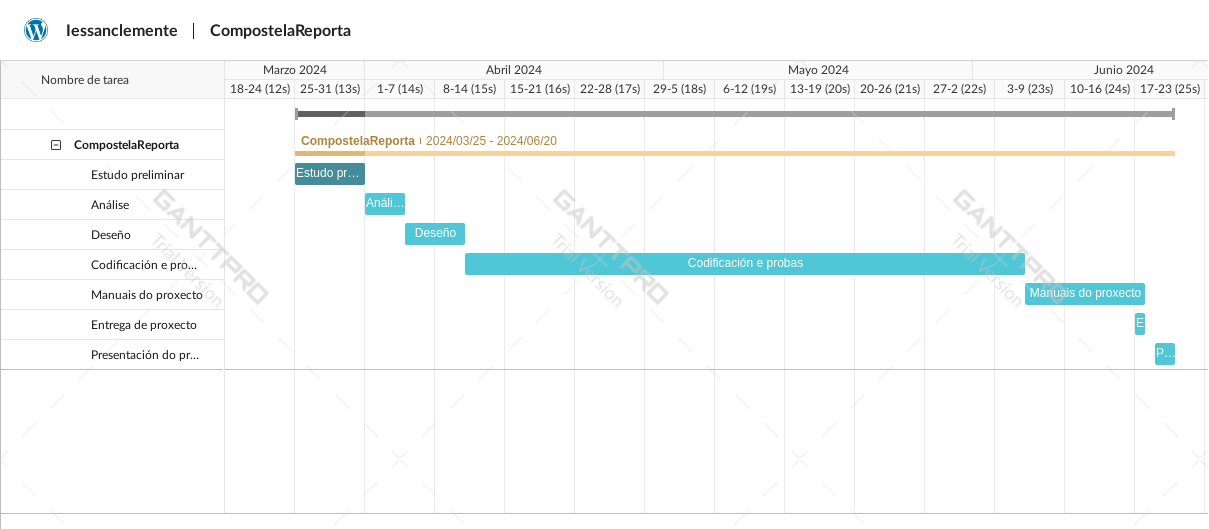 Iessanclemente | CompostelaReporta
Nombre de tarea
Marzo 2024 Abril 2024 Mayo 2024 Junio 2024
18-24 (12s) 25-31 (13s) 1-7 (14s) 8-14 (15s) 15-21 (16s) 22-28 (17s) 29-5 (18s) 6-12 (19s) 13-19 (20s) 20-26 (21s) 27-2 (22s) 3-9 (23s) 10-16 (24s) 17-23 (25s)
CompostelaReporta CompostelaReporta 2024/03/25 - 2024/06/20
Estudo preliminar Estudo pr...
Análise Análi...
Deseño Deseño
Codificación e pro... Codificación e probas
Manuais do proxecto Manuais do proxecto
Entrega de proxecto E
Presentación do pr... P...
GANTTPRO
Trial Version
GANTTPRO
Trial Version
GANTTPRO
Trial Version